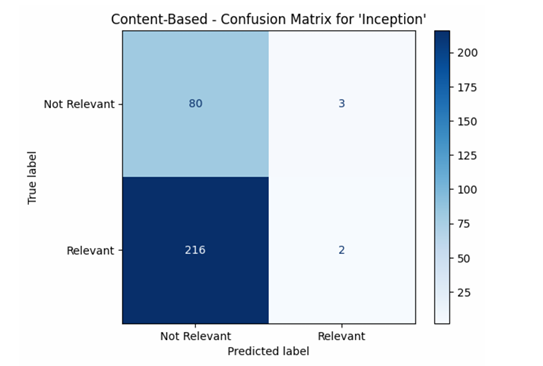 Content-Based - Confusion Matrix for 'Inception'
Not Relevant
80
3
Relevant
216
2
Not Relevant
Relevant
Predicted label
True label
200
175
150
125
100
75
50
25